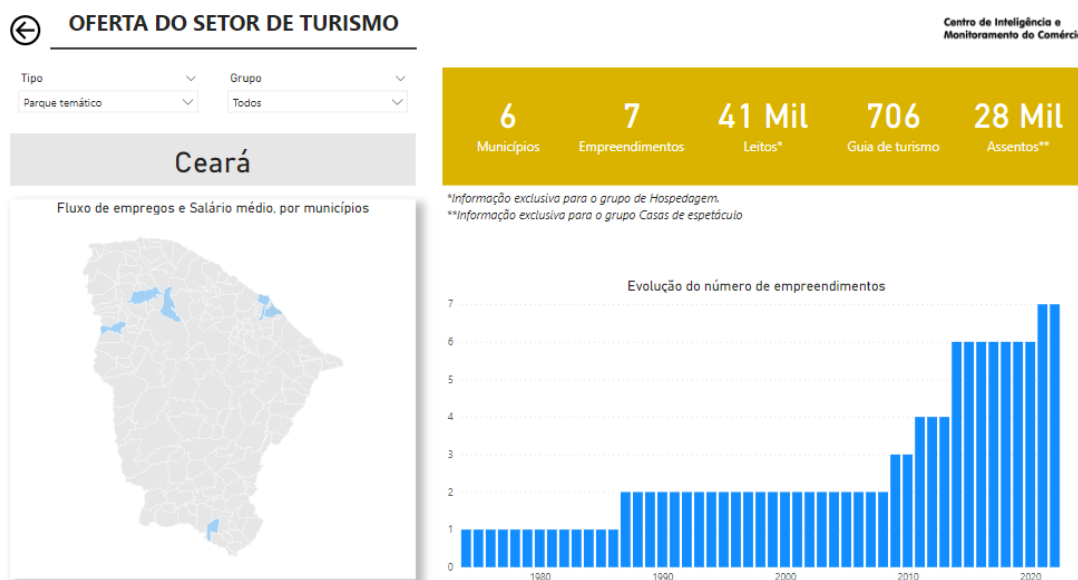 OFERTA DO SETOR DE TURISMO
Centro de Inteligência e
Monitoramento do Comérci
Tipo
Grupo
Parque temático
Todos
Ceará
6
7
41 Mil
706
28 Mil
Municípios
Empreendimentos
Leitos*
Guia de turismo
Assentos**
*Informação exclusiva para o grupo de Hospedagem.
**Informação exclusiva para o grupo Casas de espetáculo
Fluxo de empregos e Salário médio, por municípios
Evolução do número de empreendimentos
7
6
5
4
3
2
1
0
1980
1990
2000
2010
2020